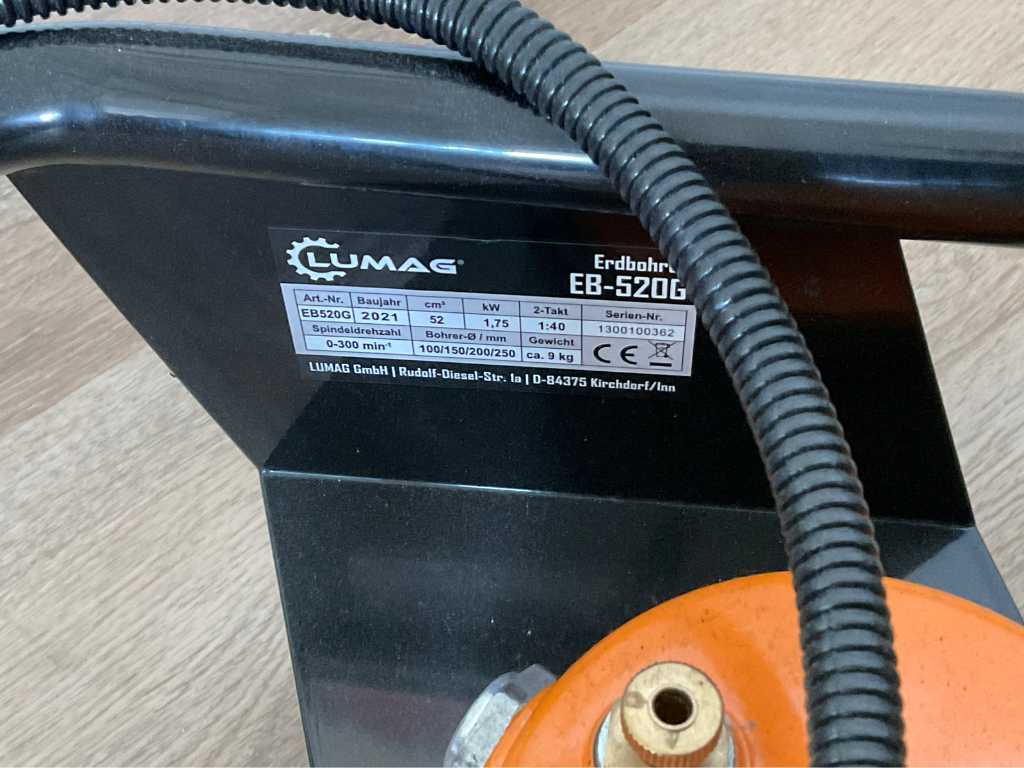 LUMAG®
EB-520G
Art.-Nr. Baujahr cm³ kW 2-Takt Serien-Nr.
EB520G 2021 52 1,75 1:40 1300100362
Spindeldrehzahl Bohrer-Ø / mm Gewicht
0-300 min⁻¹ 100/150/200/250 ca. 9 kg CE
LUMAG GmbH | Rudolf-Diesel-Str. 1a | D-84375 Kirchdorf/Inn